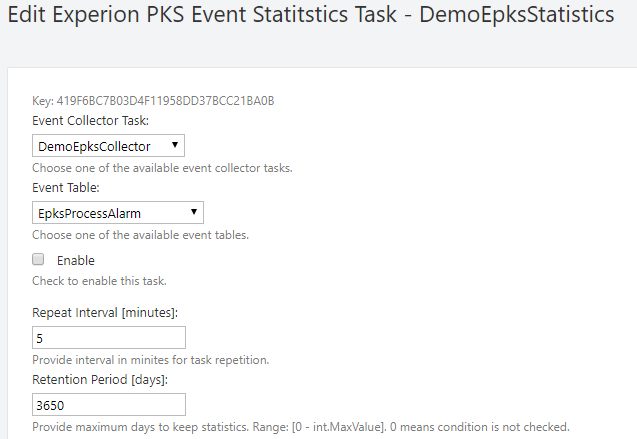 Edit Experion PKS Event Statitstics Task - DemoEpksStatistics
Key: 419F6BC7B03D4F11958DD37BCC21BA0B
Event Collector Task:
DemoEpksCollector
Choose one of the available event collector tasks.
Event Table:
EpksProcessAlarm
Choose one of the available event tables.
Enable
Check to enable this task.
Repeat Interval [minutes]:
5
Provide interval in minites for task repetition.
Retention Period [days]:
3650
Provide maximum days to keep statistics. Range: [0 - int.MaxValue]. 0 means condition is not checked.